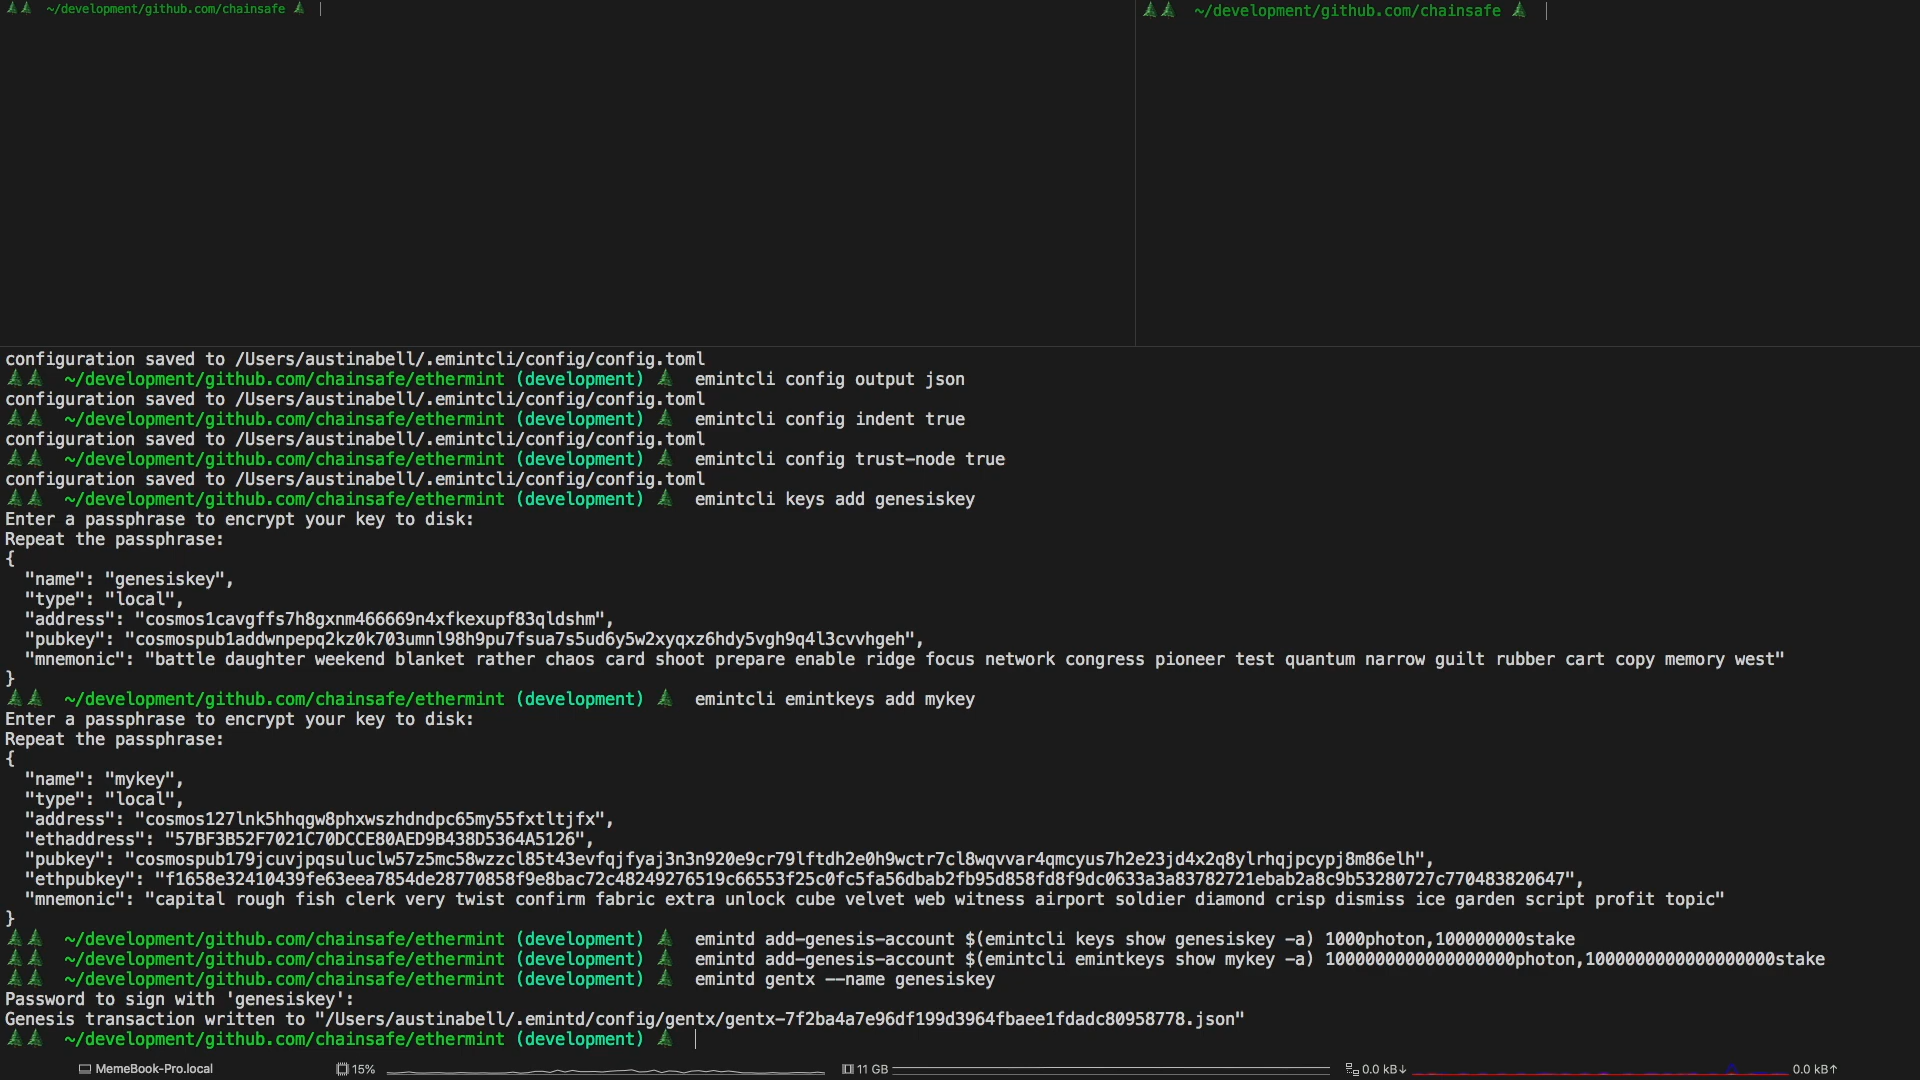 ~/development/github.com/chainsafe
~/development/github.com/chainsafe
configuration saved to /Users/austinabell/.emintcli/config/config.toml
~/development/github.com/chainsafe/ethermint (development) emintcli config output json
configuration saved to /Users/austinabell/.emintcli/config/config.toml
~/development/github.com/chainsafe/ethermint (development) emintcli config indent true
configuration saved to /Users/austinabell/.emintcli/config/config.toml
~/development/github.com/chainsafe/ethermint (development) emintcli config trust-node true
configuration saved to /Users/austinabell/.emintcli/config/config.toml
~/development/github.com/chainsafe/ethermint (development) emintcli keys add genesiskey
Enter a passphrase to encrypt your key to disk:
Repeat the passphrase:
{
"name": "genesiskey",
"type": "local",
"address": "cosmos1cavgffs7h8gxnm466669n4xfkexupf83qldshm",
"pubkey": "cosmospub1addwnpepq2kz0k703umnl98h9pu7fsua7s5ud6y5w2xyqxz6hdy5vgh9q4l3cvvhgeh",
"mnemonic": "battle daughter weekend blanket rather chaos card shoot prepare enable ridge focus network congress pioneer test quantum narrow guilt rubber cart copy memory west"
}
~/development/github.com/chainsafe/ethermint (development) emintcli emintkeys add mykey
Enter a passphrase to encrypt your key to disk:
Repeat the passphrase:
{
"name": "mykey",
"type": "local",
"address": "cosmos127lnk5hhqgw8phxwszhdndpc65my55fxtltjfx",
"ethaddress": "57BF3B52F7021C70DCCE80AED9B438D5364A5126",
"pubkey": "cosmospub179jcuvjpqsuluclw57z5mc58wzzcl85t43evfqjfyaj3n3n920e9cr79lftdh2e0h9wctr7cl8wqvvar4qmcyus7h2e23jd4x2q8ylrhqjpcypj8m86elh",
"ethpubkey": "f1658e32410439fe63eea7854de28770858f9e8bac72c48249276519c66553f25c0fc5fa56dbab2fb95d858fd8f9dc0633a3a83782721ebab2a8c9b53280727c770483820647",
"mnemonic": "capital rough fish clerk very twist confirm fabric extra unlock cube velvet web witness airport soldier diamond crisp dismiss ice garden script profit topic"
}
~/development/github.com/chainsafe/ethermint (development) emintd add-genesis-account $(emintcli keys show genesiskey -a) 1000photon,100000000stake
~/development/github.com/chainsafe/ethermint (development) emintd add-genesis-account $(emintcli emintkeys show mykey -a) 1000000000000000000photon,1000000000000000000stake
~/development/github.com/chainsafe/ethermint (development) emintd gentx --name genesiskey
Password to sign with 'genesiskey':
Genesis transaction written to "/Users/austinabell/.emintd/config/gentx/gentx-7f2ba4a7e96df199d3964fbaee1fdadc80958778.json"
~/development/github.com/chainsafe/ethermint (development)
MemeBook-Pro.local 15% 11 GB 0.0 kB↓ 0.0 kB↑